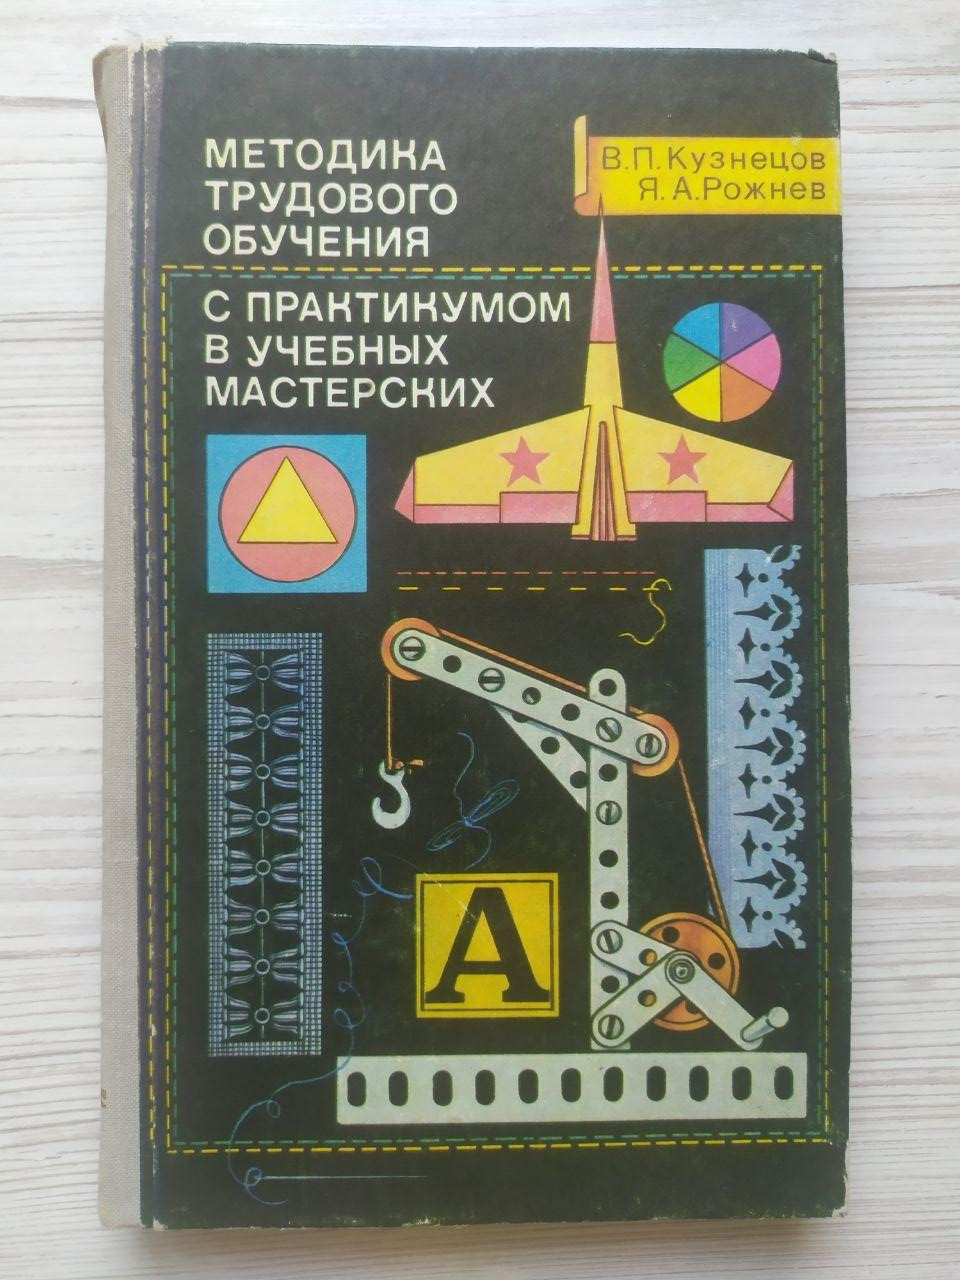 В.П.Кузнецов
Я.А.Рожнев
МЕТОДИКА
ТРУДОВОГО
ОБУЧЕНИЯ
С ПРАКТИКУМОМ
В УЧЕБНЫХ
МАСТЕРСКИХ
А